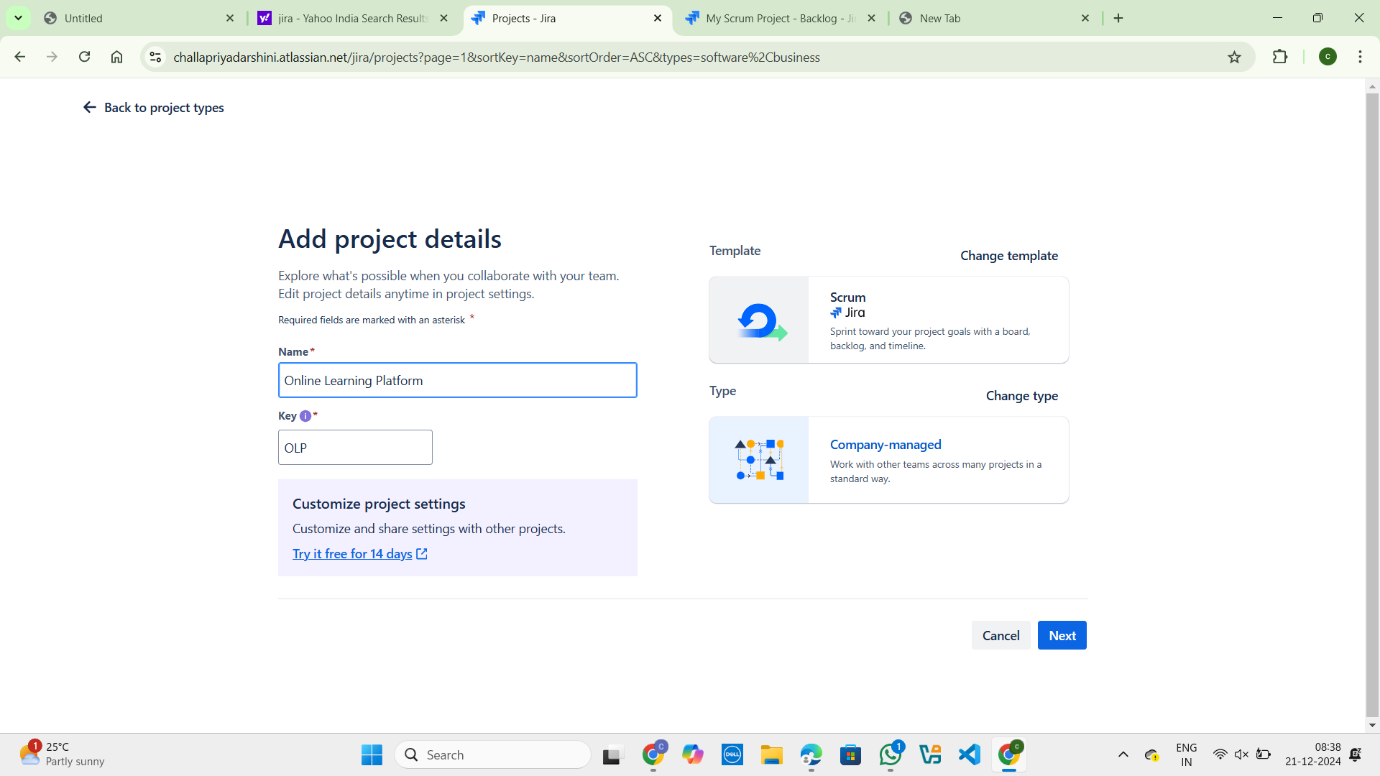 Untitled
jira - Yahoo India Search Results
Projects - Jira
My Scrum Project - Backlog - Ji
New Tab
challapriyadarshini.atlassian.net/jira/projects?page=1&sortKey=name&sortOrder=ASC&types=software%2Cbusiness
C
Back to project types
Add project details
Explore what's possible when you collaborate with your team.
Edit project details anytime in project settings.
Required fields are marked with an asterisk *
Name*
Online Learning Platform
Key i *
OLP
Customize project settings
Customize and share settings with other projects.
Try it free for 14 days
Template
Change template
Scrum
Jira
Sprint toward your project goals with a board,
backlog, and timeline.
Type
Change type
Company-managed
Work with other teams across many projects in a
standard way.
Cancel
Next
1
25°C
Partly sunny
Search
C
DELL
1
C
ENG
IN
08:38
21-12-2024